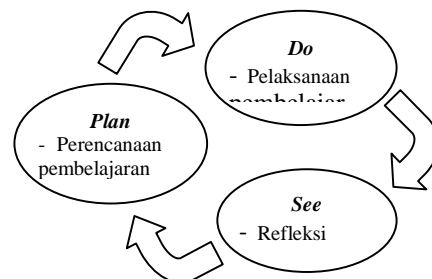 Do
- Pelaksanaan
Plan
- Perencanaan
pembelajaran
See
- Refleksi